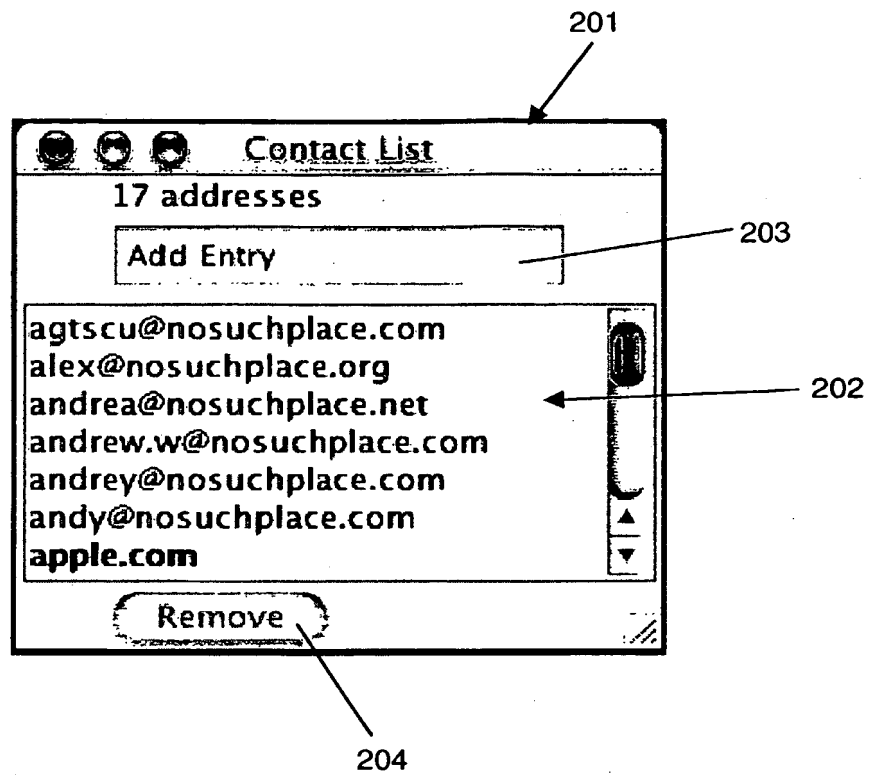 201
Contact List
17 addresses
Add Entry
203
agtscu@nosuchplace.com
alex@nosuchplace.org
andrea@nosuchplace.net
202
andrew.w@nosuchplace.com
andrey@nosuchplace.com
andy@nosuchplace.com
apple.com
Remove
204